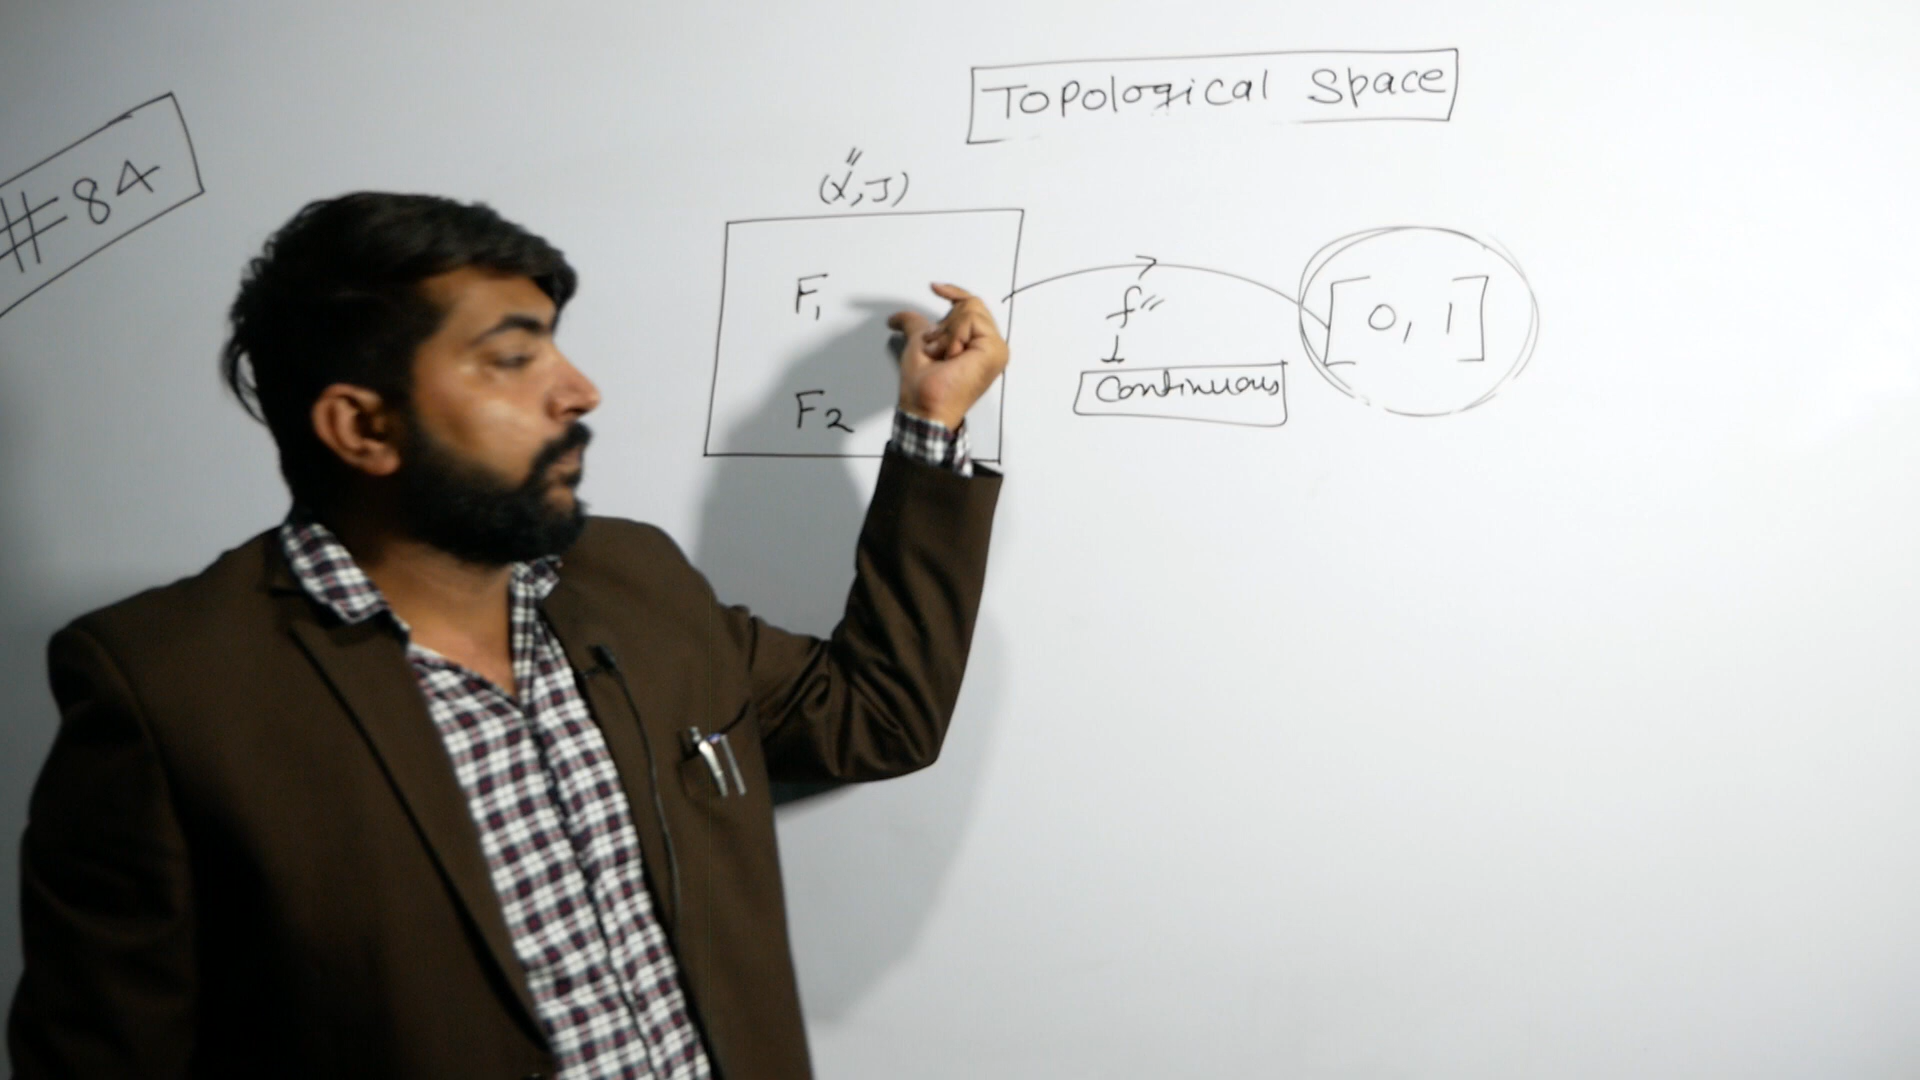 #84
Topological Space
(X, J)
F1
F2
f
Continuous
[0, 1]